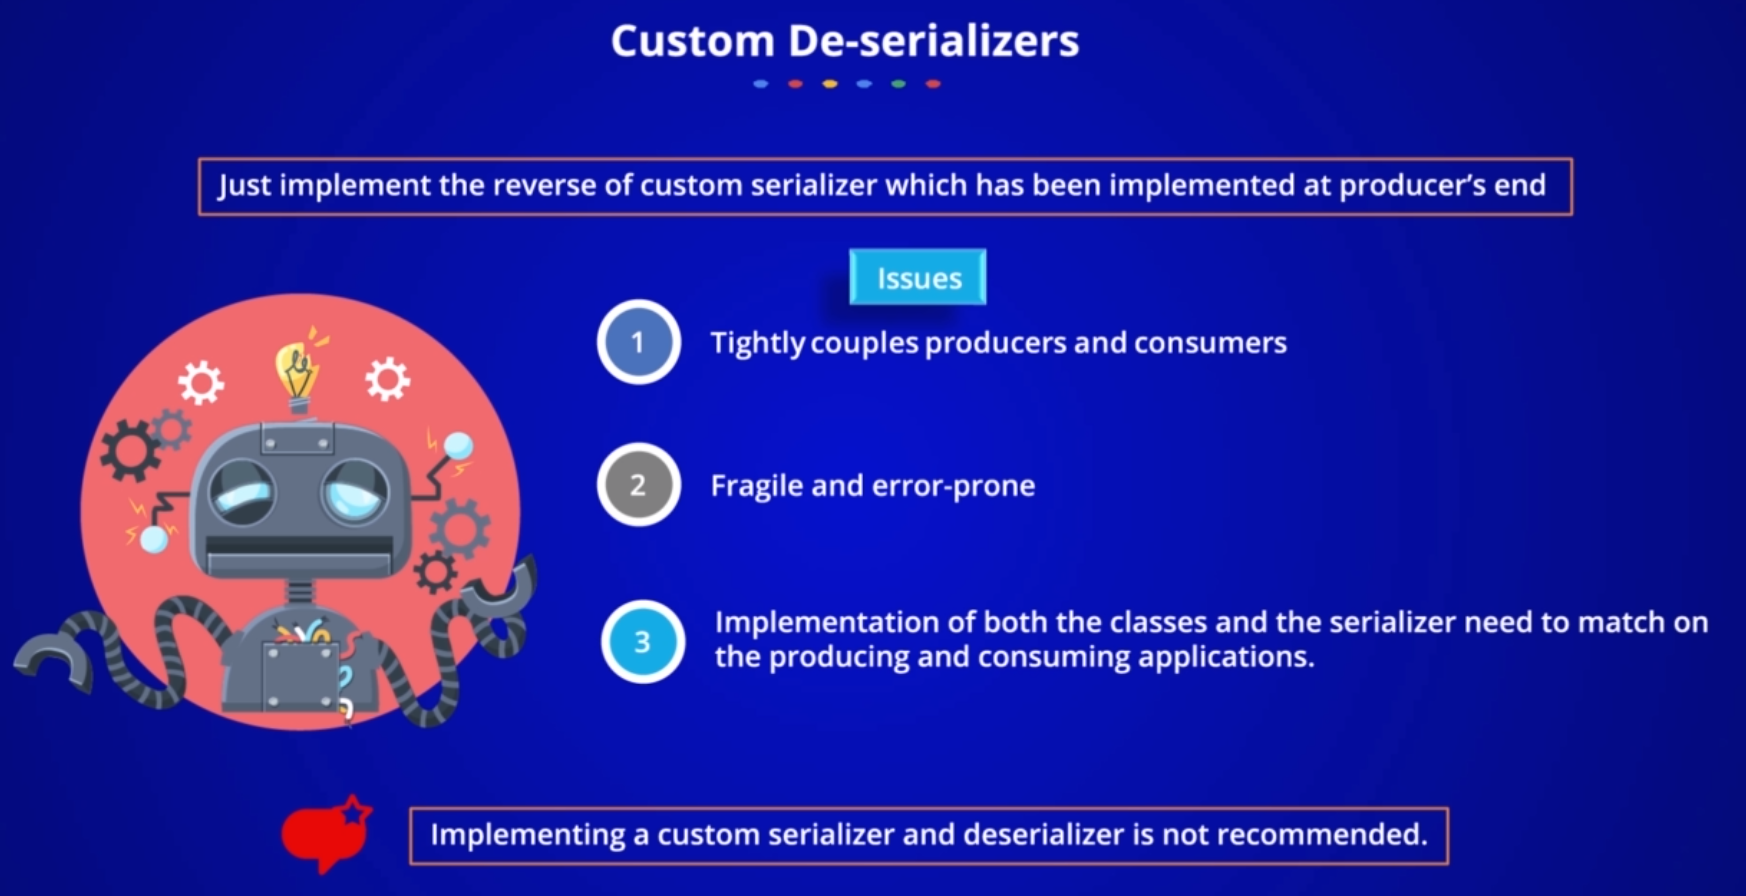 Custom De-serializers
Just implement the reverse of custom serializer which has been implemented at producer’s end
Issues
1
Tightly couples producers and consumers
2
Fragile and error-prone
3
Implementation of both the classes and the serializer need to match on
the producing and consuming applications.
Implementing a custom serializer and deserializer is not recommended.